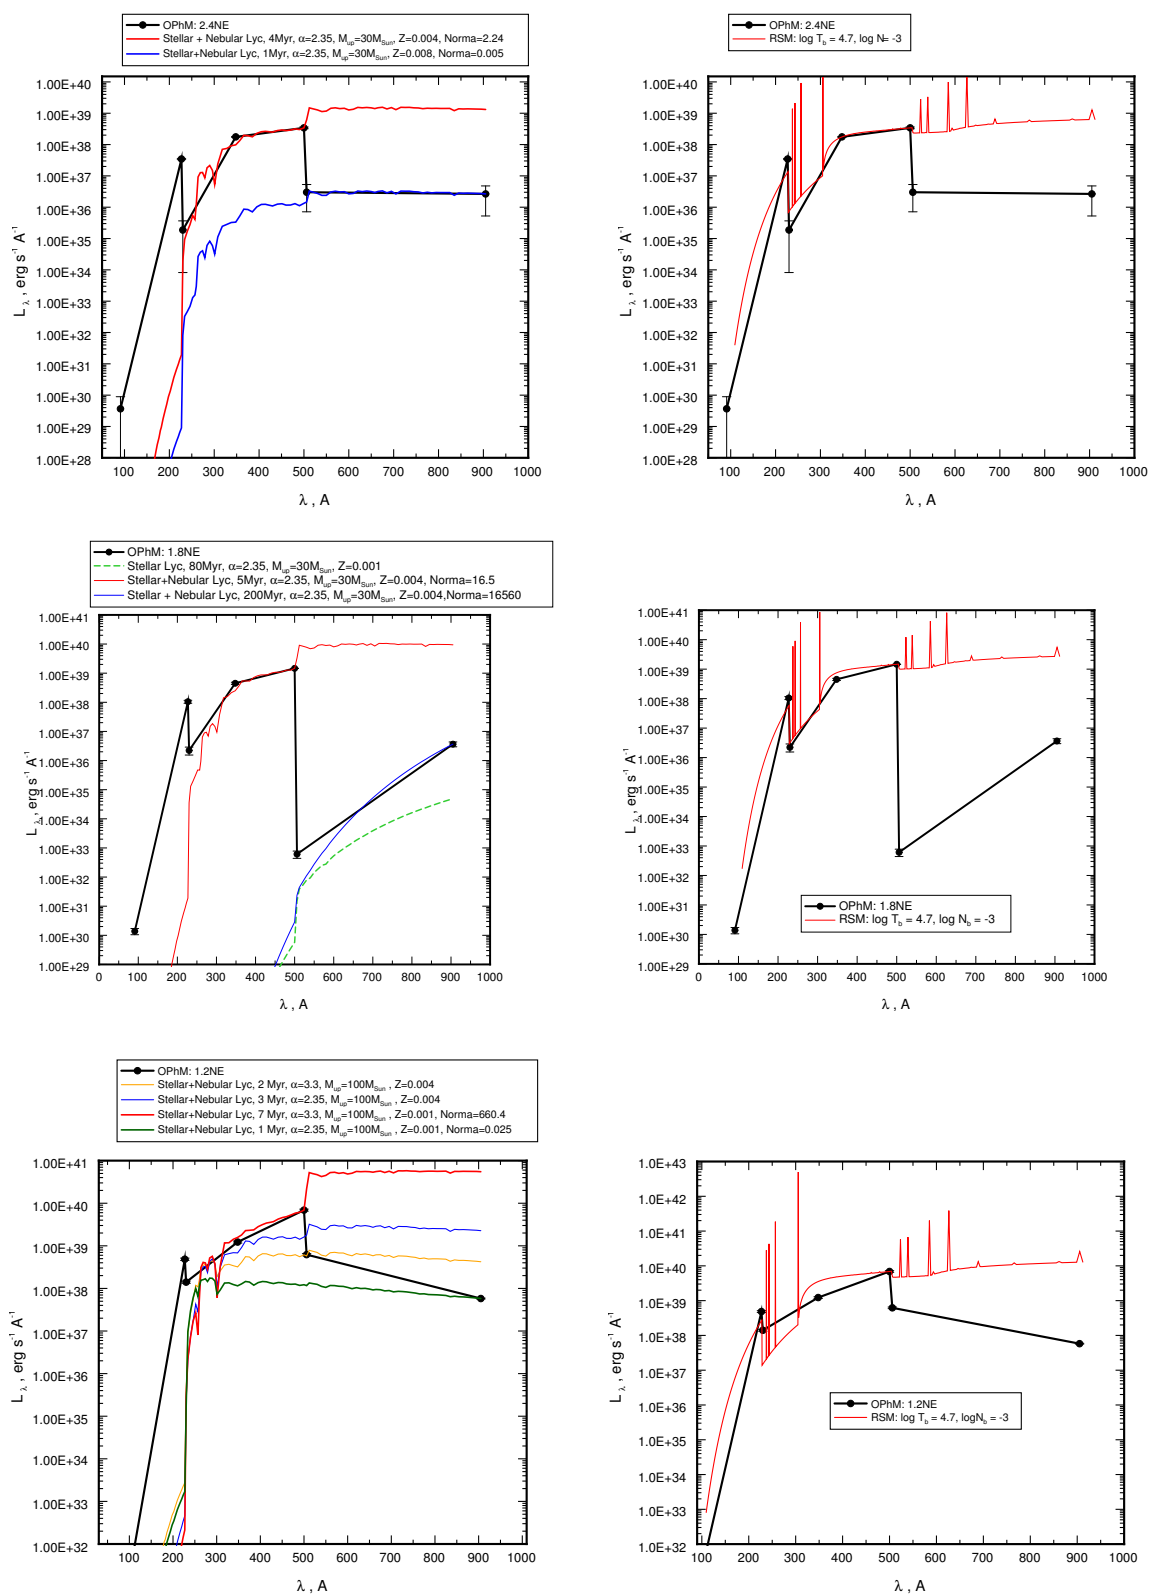 OPhM: 2.4NE
Stellar + Nebular Lyc, 4Myr, α=2.35, Mup=30MSun, Z=0.004, Norma=2.24
Stellar+Nebular Lyc, 1Myr, α=2.35, Mup=30MSun, Z=0.008, Norma=0.005
1.00E+40
1.00E+39
1.00E+38
1.00E+37
1.00E+36
1.00E+35
1.00E+34
1.00E+33
1.00E+32
1.00E+31
1.00E+30
1.00E+29
1.00E+28
L λ , erg s-1 A-1
100 200 300 400 500 600 700 800 900 1000
λ , A
OPhM: 2.4NE
RSM: log Tb = 4.7, log N= -3
1.00E+40
1.00E+39
1.00E+38
1.00E+37
1.00E+36
1.00E+35
1.00E+34
1.00E+33
1.00E+32
1.00E+31
1.00E+30
1.00E+29
1.00E+28
L λ , erg s-1 A-1
100 200 300 400 500 600 700 800 900 1000
λ , A
OPhM: 1.8NE
Stellar Lyc, 80Myr, α=2.35, Mup=30MSun, Z=0.001
Stellar+Nebular Lyc, 5Myr, α=2.35, Mup=30MSun, Z=0.004, Norma=16.5
Stellar + Nebular Lyc, 200Myr, α=2.35, Mup=30MSun, Z=0.004,Norma=16560
1.00E+41
1.00E+40
1.00E+39
1.00E+38
1.00E+37
1.00E+36
1.00E+35
1.00E+34
1.00E+33
1.00E+32
1.00E+31
1.00E+30
1.00E+29
L λ, erg s-1 A-1
0 100 200 300 400 500 600 700 800 900 1000
λ , A
1.00E+41
1.00E+40
1.00E+39
1.00E+38
1.00E+37
1.00E+36
1.00E+35
1.00E+34
1.00E+33
1.00E+32
1.00E+31
1.00E+30
1.00E+29
L λ, erg s-1 A-1
OPhM: 1.8NE
RSM: log Tb = 4.7, log Nb = -3
0 100 200 300 400 500 600 700 800 900 1000
λ , A
OPhM: 1.2NE
Stellar+Nebular Lyc, 2 Myr, α=3.3, Mup=100MSun , Z=0.004
Stellar+Nebular Lyc, 3 Myr, α=2.35, Mup=100MSun , Z=0.004
Stellar+Nebular Lyc, 7 Myr, α=3.3, Mup=100MSun , Z=0.001, Norma=660.4
Stellar+Nebular Lyc, 1 Myr, α=2.35, Mup=100MSun , Z=0.001, Norma=0.025
1.00E+41
1.00E+40
1.00E+39
1.00E+38
1.00E+37
1.00E+36
1.00E+35
1.00E+34
1.00E+33
1.00E+32
L λ , erg s-1 A-1
0 100 200 300 400 500 600 700 800 900 1000
λ , A
1.0E+43
1.0E+42
1.0E+41
1.0E+40
1.0E+39
1.0E+38
1.0E+37
1.0E+36
1.0E+35
1.0E+34
1.0E+33
1.0E+32
L λ , erg s-1 A-1
OPhM: 1.2NE
RSM: log Tb = 4.7, logNb = -3
100 200 300 400 500 600 700 800 900 1000
λ , A